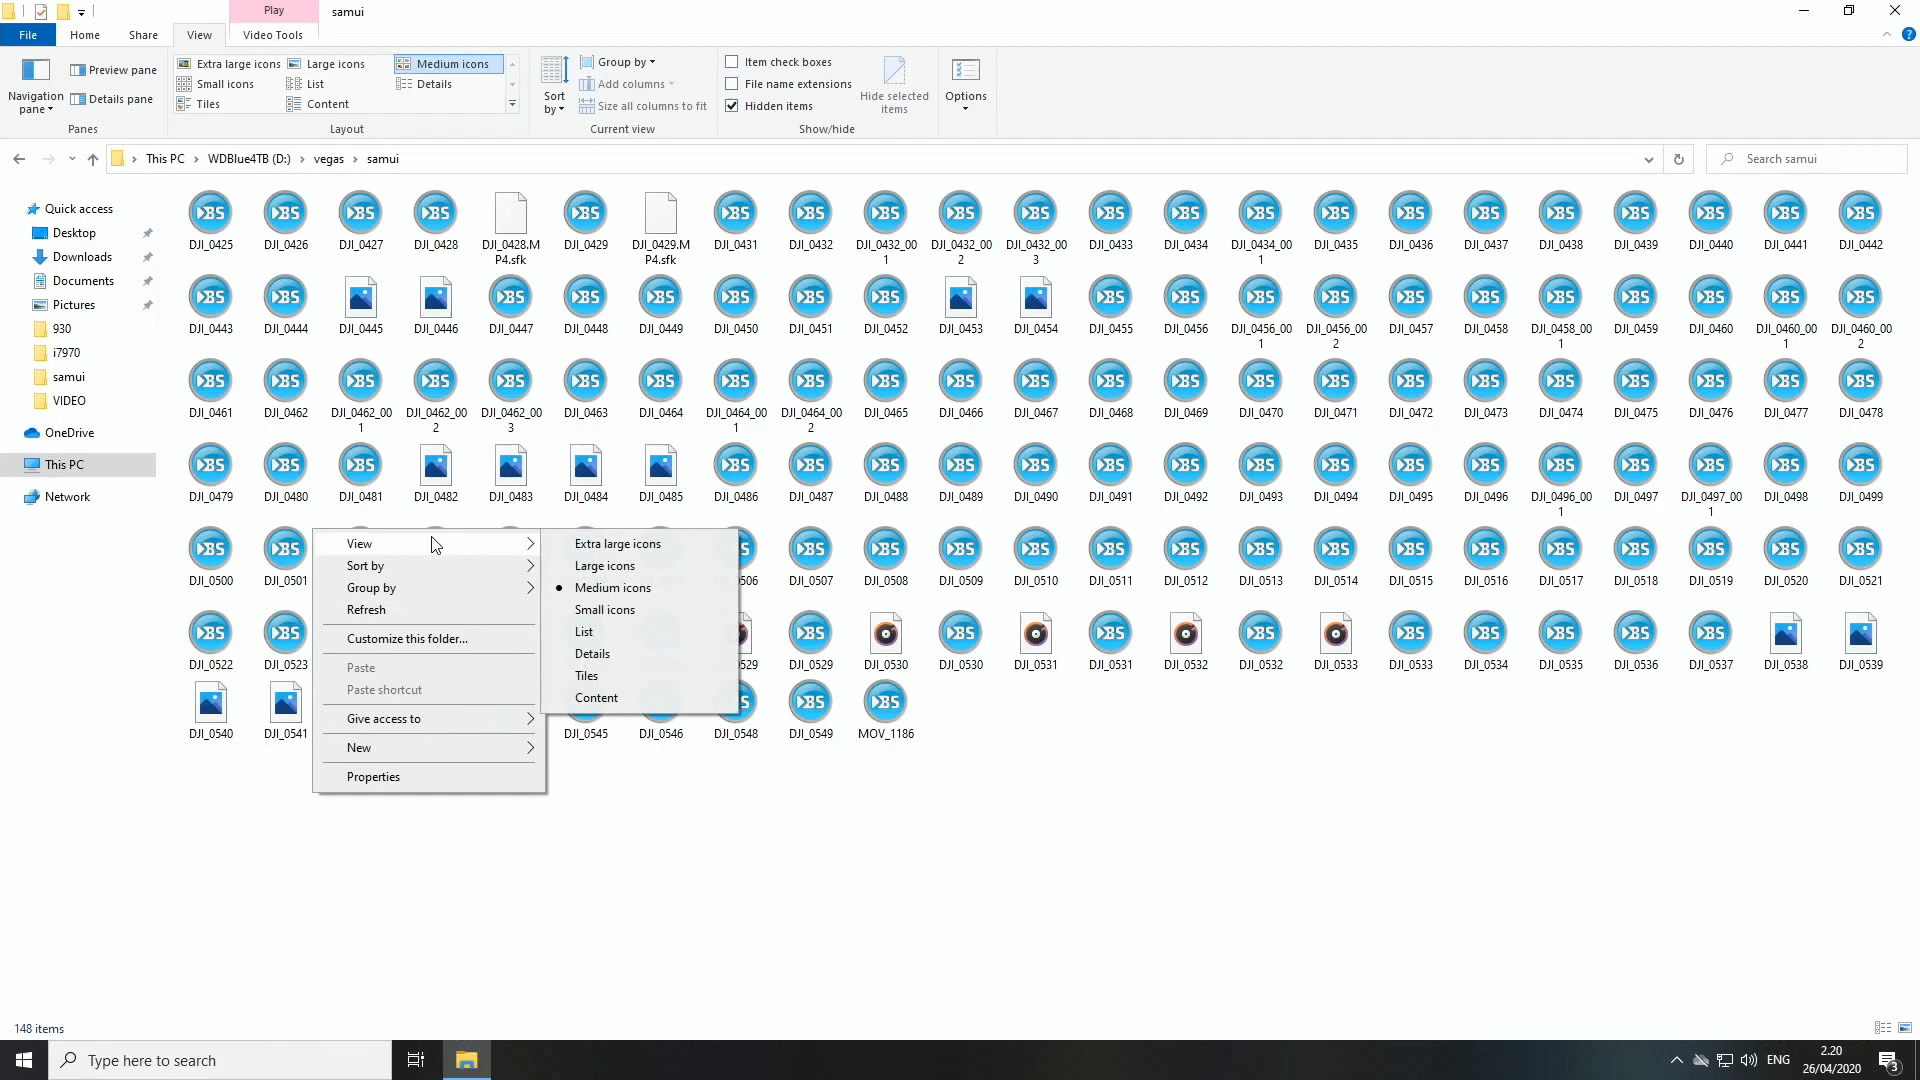 Play
samui
File
Home
Share
View
Video Tools
Navigation pane
Preview pane
Details pane
Panes
Extra large icons
Large icons
Medium icons
Small icons
List
Details
Tiles
Content
Layout
Sort by
Group by
Add columns
Size all columns to fit
Current view
Item check boxes
File name extensions
Hidden items
Hide selected items
Show/hide
Options
This PC > WDBlue4TB (D:) > vegas > samui
Search samui
Quick access
Desktop
Downloads
Documents
Pictures
930
i7970
samui
VIDEO
OneDrive
This PC
Network
DJI_0425 DJI_0426 DJI_0427 DJI_0428 DJI_0428.MP4.sfk DJI_0429 DJI_0429.MP4.sfk DJI_0431 DJI_0432 DJI_0432_001 DJI_0432_002 DJI_0432_003 DJI_0433 DJI_0434 DJI_0434_001 DJI_0435 DJI_0436 DJI_0437 DJI_0438 DJI_0439 DJI_0440 DJI_0441 DJI_0442
DJI_0443 DJI_0444 DJI_0445 DJI_0446 DJI_0447 DJI_0448 DJI_0449 DJI_0450 DJI_0451 DJI_0452 DJI_0453 DJI_0454 DJI_0455 DJI_0456 DJI_0456_001 DJI_0456_002 DJI_0457 DJI_0458 DJI_0458_001 DJI_0459 DJI_0460 DJI_0460_001 DJI_0460_002
DJI_0461 DJI_0462 DJI_0462_001 DJI_0462_002 DJI_0462_003 DJI_0463 DJI_0464 DJI_0464_001 DJI_0464_002 DJI_0465 DJI_0466 DJI_0467 DJI_0468 DJI_0469 DJI_0470 DJI_0471 DJI_0472 DJI_0473 DJI_0474 DJI_0475 DJI_0476 DJI_0477 DJI_0478
DJI_0479 DJI_0480 DJI_0481 DJI_0482 DJI_0483 DJI_0484 DJI_0485 DJI_0486 DJI_0487 DJI_0488 DJI_0489 DJI_0490 DJI_0491 DJI_0492 DJI_0493 DJI_0494 DJI_0495 DJI_0496 DJI_0496_001 DJI_0497 DJI_0497_001 DJI_0498 DJI_0499
DJI_0500 DJI_0501 0506 DJI_0507 DJI_0508 DJI_0509 DJI_0510 DJI_0511 DJI_0512 DJI_0513 DJI_0514 DJI_0515 DJI_0516 DJI_0517 DJI_0518 DJI_0519 DJI_0520 DJI_0521
DJI_0522 DJI_0523 0529 DJI_0529 DJI_0530 DJI_0530 DJI_0531 DJI_0531 DJI_0532 DJI_0532 DJI_0533 DJI_0533 DJI_0534 DJI_0535 DJI_0536 DJI_0537 DJI_0538 DJI_0539
DJI_0540 DJI_0541 DJI_0545 DJI_0546 DJI_0548 DJI_0549 MOV_1186
View
Sort by
Group by
Refresh
Customize this folder...
Paste
Paste shortcut
Give access to
New
Properties
Extra large icons
Large icons
Medium icons
Small icons
List
Details
Tiles
Content
148 items
Type here to search
ENG
2.20
26/04/2020
3